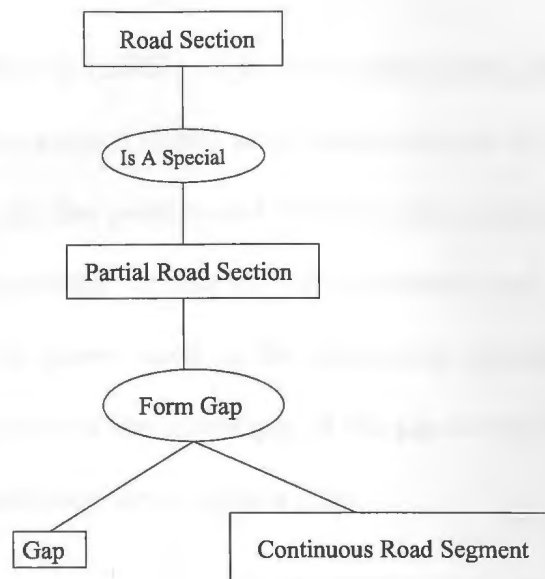 Road Section
Is A Special
Partial Road Section
Form Gap
Gap
Continuous Road Segment